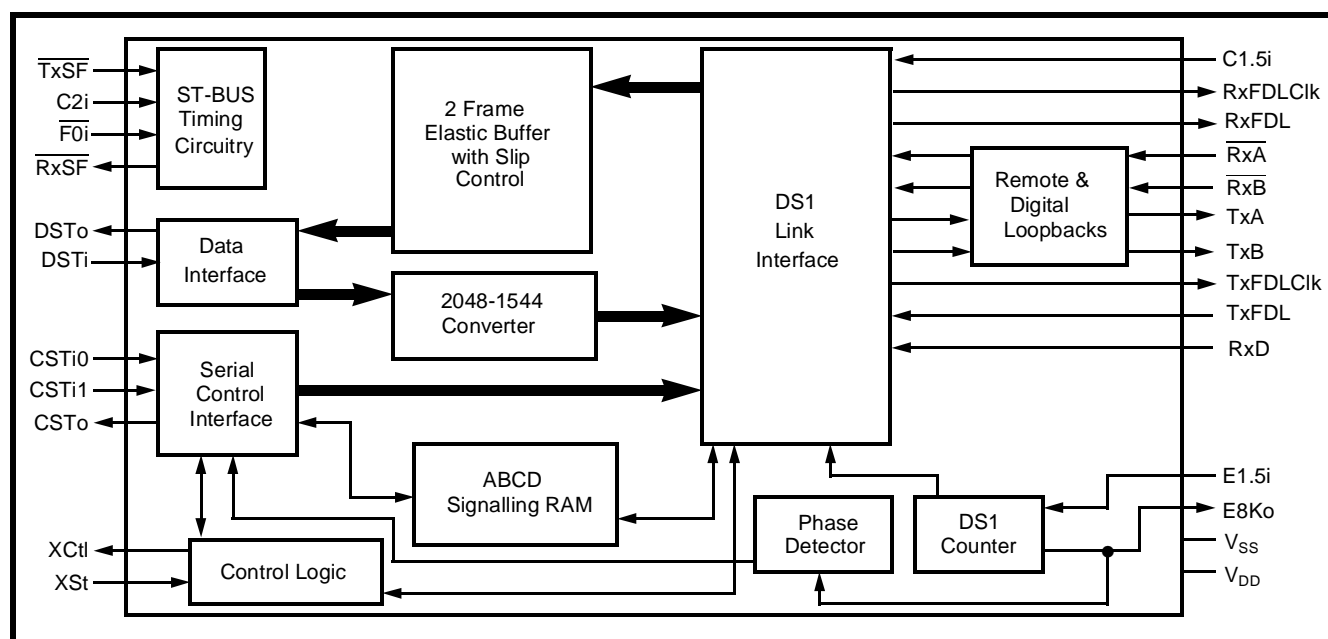 TxSF
C2i
F0i
RxSF
DSTo
DSTi
CSTi0
CSTi1
CSTo
XCtl
XSt
ST-BUS
Timing
Circuitry
Data
Interface
Serial
Control
Interface
Control Logic
2 Frame
Elastic Buffer
with Slip
Control
2048-1544
Converter
ABCD
Signalling RAM
DS1
Link
Interface
Phase
Detector
DS1
Counter
Remote &
Digital
Loopbacks
C1.5i
RxFDLClk
RxFDL
RxA
RxB
TxA
TxB
TxFDLClk
TxFDL
RxD
E1.5i
E8Ko
VSS
VDD